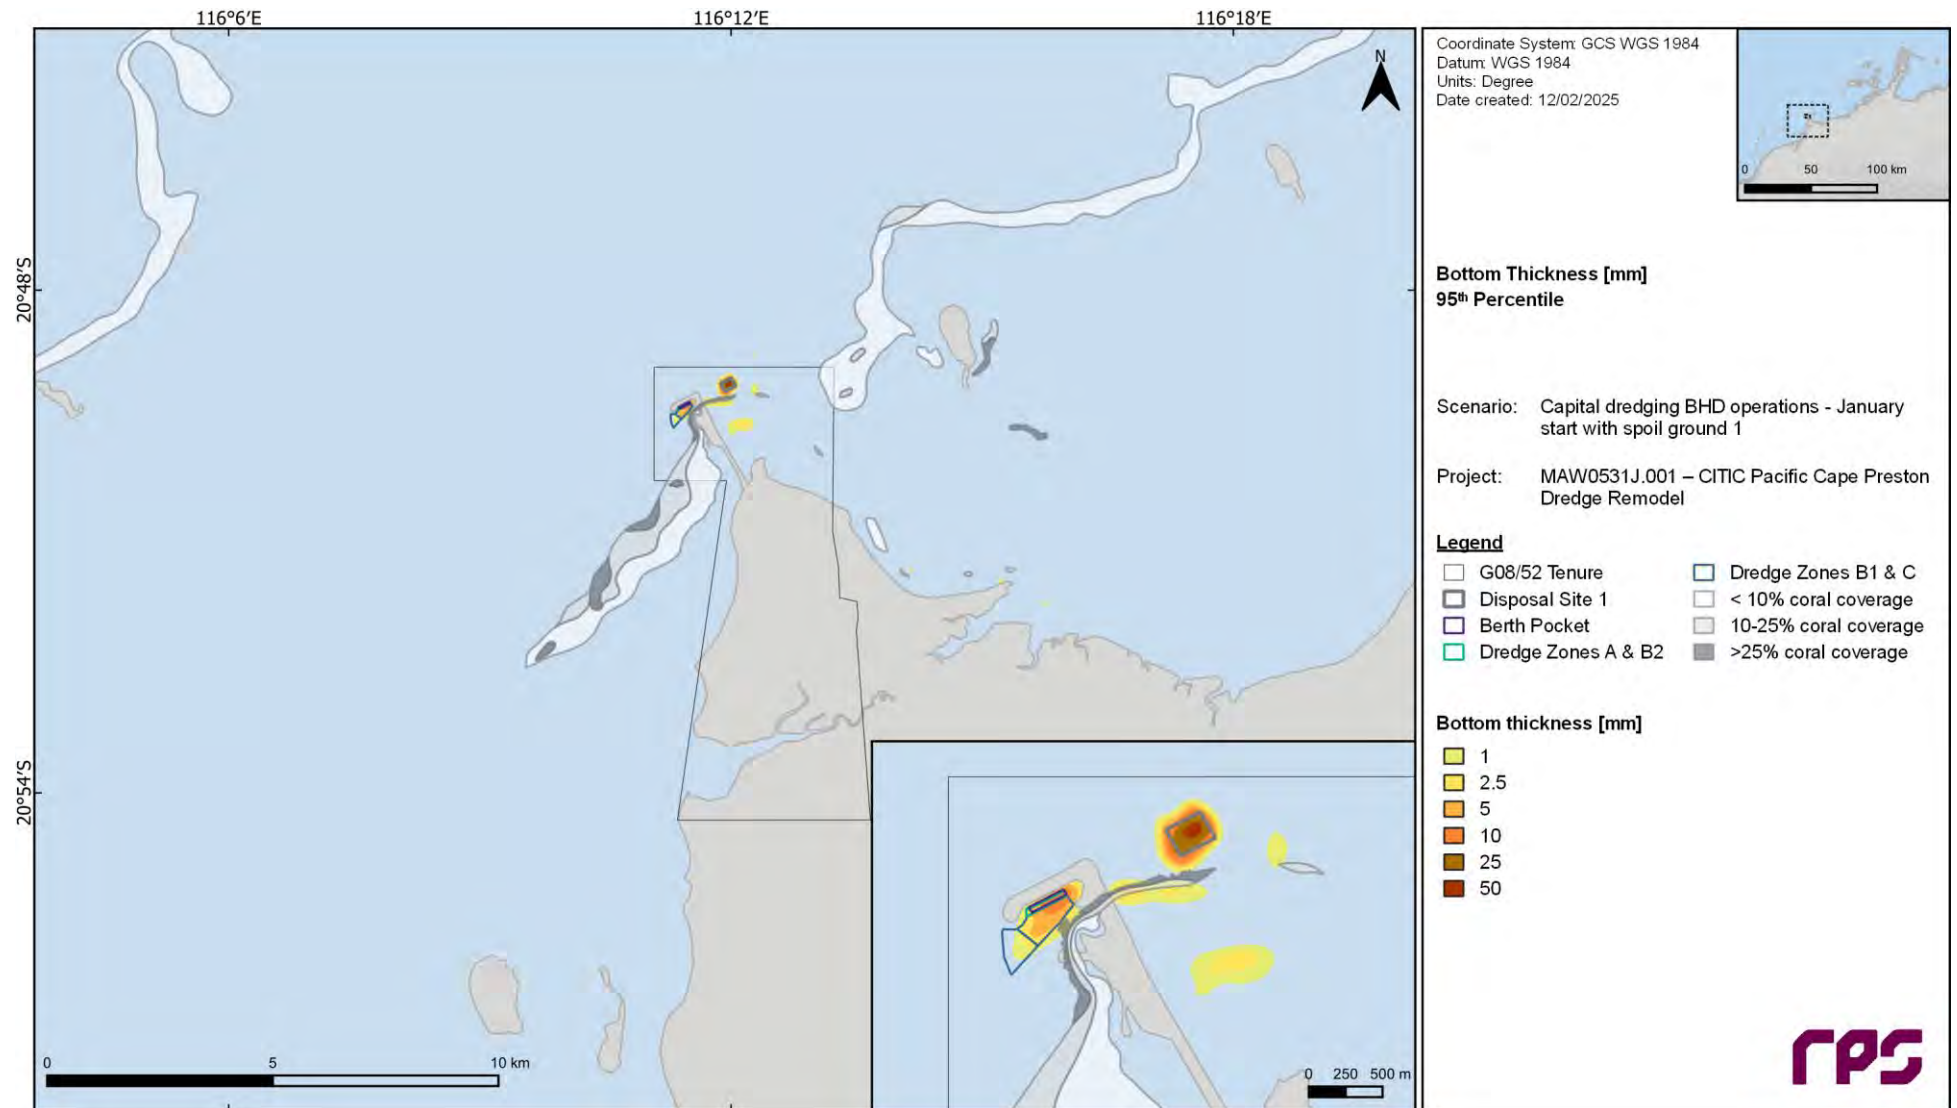 116°6′E 116°12′E 116°18′E
20°48′S
20°54′S
N
0 5 10 km
0 250 500 m
Coordinate System: GCS WGS 1984
Datum: WGS 1984
Units: Degree
Date created: 12/02/2025
0 50 100 km
Bottom Thickness [mm]
95th Percentile
Scenario: Capital dredging BHD operations - January
start with spoil ground 1
Project: MAW0531J.001 – CITIC Pacific Cape Preston
Dredge Remodel
Legend
G08/52 Tenure
Disposal Site 1
Berth Pocket
Dredge Zones A & B2
Dredge Zones B1 & C
< 10% coral coverage
10-25% coral coverage
>25% coral coverage
Bottom thickness [mm]
1
2.5
5
10
25
50
rps